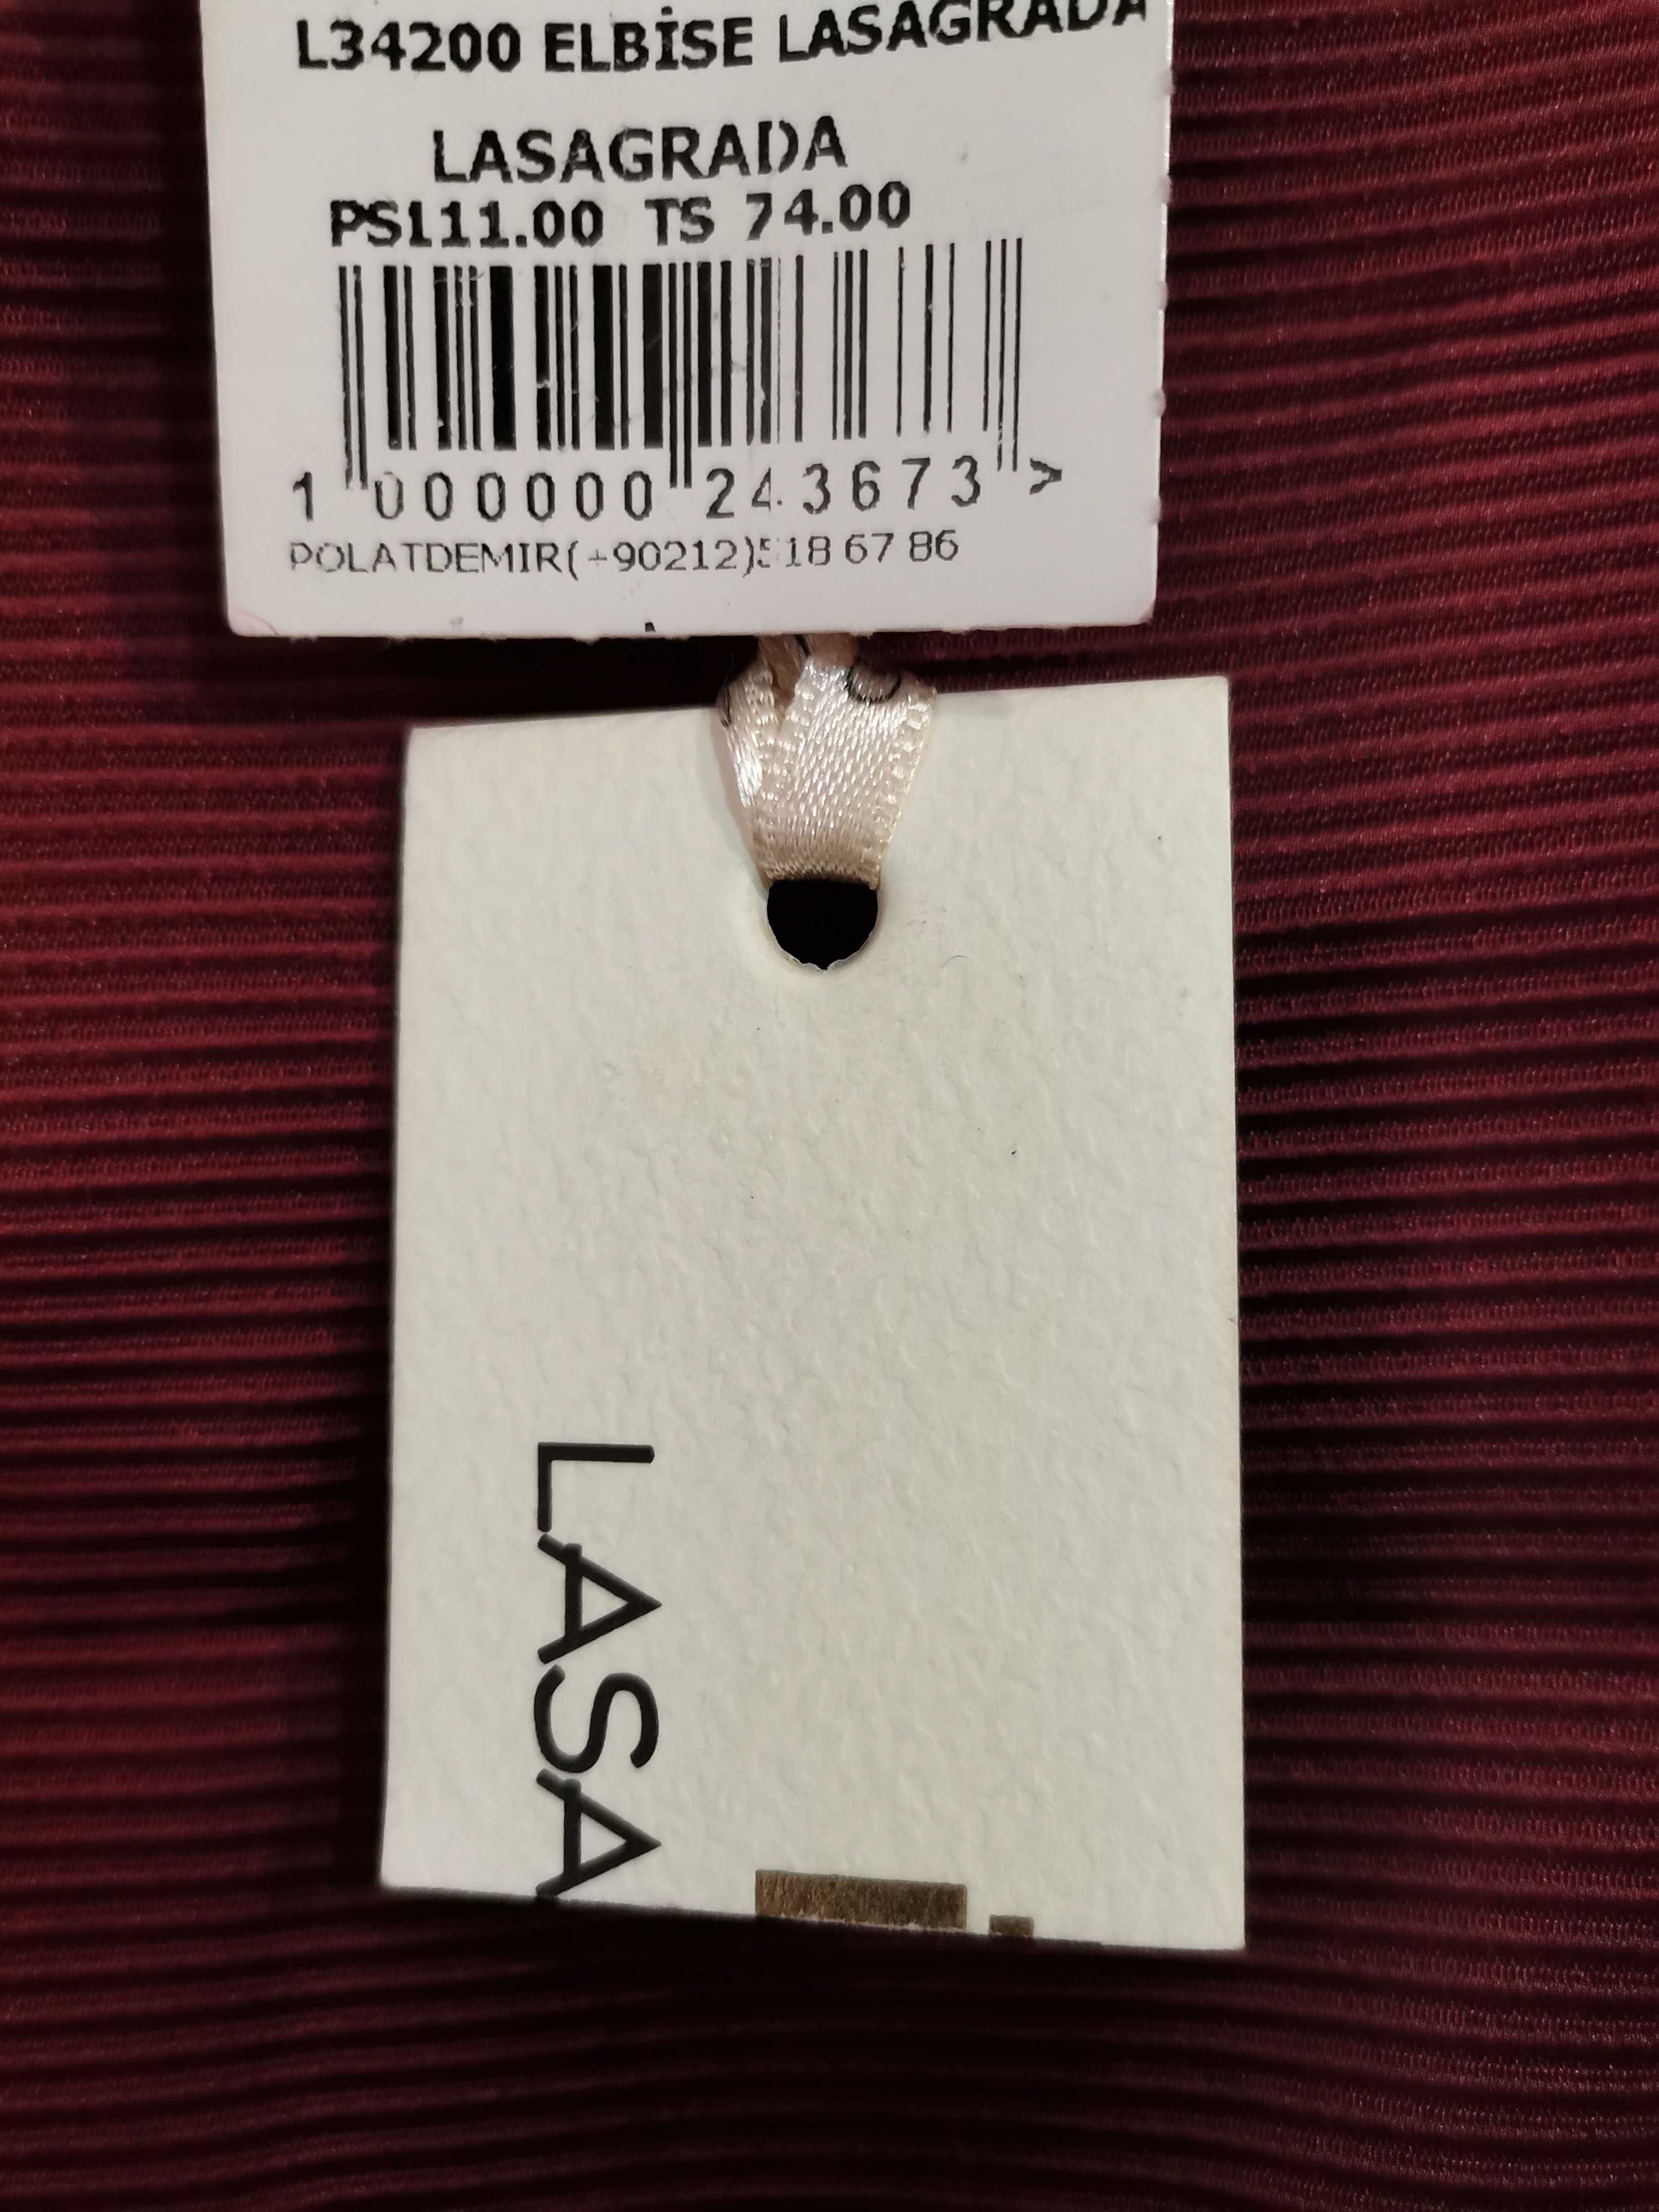 L34200 ELBİSE LASAGRADA
LASAGRADA
PS111.00 TS 74.00
1 000000 243673 >
POLATDEMIR(+90212)518 67 86
LASA